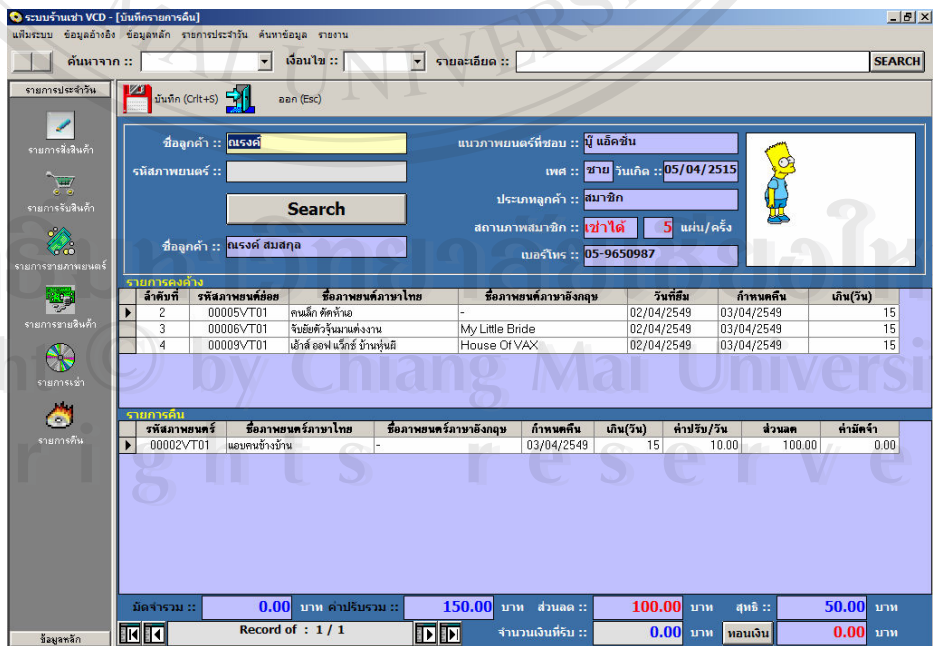 ระบบร้านเช่า VCD - [บันทึกรายการคืน]
แฟ้มระบบ ข้อมูลอ้างอิง ข้อมูลหลัก รายการประจำวัน ค้นหาข้อมูล รายงาน
ค้นหาจาก :: เงื่อนไข :: รายละเอียด :: SEARCH
รายการประจำวัน
บันทึก (Crlt+S) ออก (Esc)
รายการสั่งสินค้า
รายการรับสินค้า
รายการขายภาพยนตร์
รายการขายสินค้า
รายการเช่า
รายการคืน
ข้อมูลหลัก
ชื่อลูกค้า :: ณรงค์ แนวภาพยนตร์ที่ชอบ :: บู๊ แอ็คชั่น
รหัสภาพยนตร์ :: เพศ :: ชาย วันเกิด :: 05/04/2515
Search ประเภทลูกค้า :: สมาชิก
สถานภาพสมาชิก :: เช่าได้ 5 แผ่น/ครั้ง
ชื่อลูกค้า :: ณรงค์ สมสกุล
เบอร์โทร :: 05-9650987
รายการคงค้าง
ลำดับที่ รหัสภาพยนต์ย่อย ชื่อภาพยนต์ภาษาไทย ชื่อภาพยนต์ภาษาอังกฤษ วันที่ยืม กำหนดคืน เกิน(วัน)
2 00005VT01 คนเล็ก ตัดห้าเอ - 02/04/2549 03/04/2549 15
3 00006VT01 จับยัยตัวจุ้นมาแต่งงาน My Little Bride 02/04/2549 03/04/2549 15
4 00009VT01 เฮ้าส์ ออฟ แว็กซ์ บ้านหุ่นผี House Of VAX 02/04/2549 03/04/2549 15
รายการคืน
รหัสภาพยนตร์ ชื่อภาพยนตร์ภาษาไทย ชื่อภาพยนตร์ภาษาอังกฤษ กำหนดคืน เกิน(วัน) ค่าปรับ/วัน ส่วนลด ค่ามัดจำ
00002VT01 แอบคนข้างบ้าน - 03/04/2549 15 10.00 100.00 0.00
มัดจำรวม :: 0.00 บาท ค่าปรับรวม :: 150.00 บาท ส่วนลด :: 100.00 บาท สุทธิ :: 50.00 บาท
Record of : 1 / 1 จำนวนเงินที่รับ :: 0.00 บาท ทอนเงิน 0.00 บาท
by Chiang Mai Universi
rights reserve